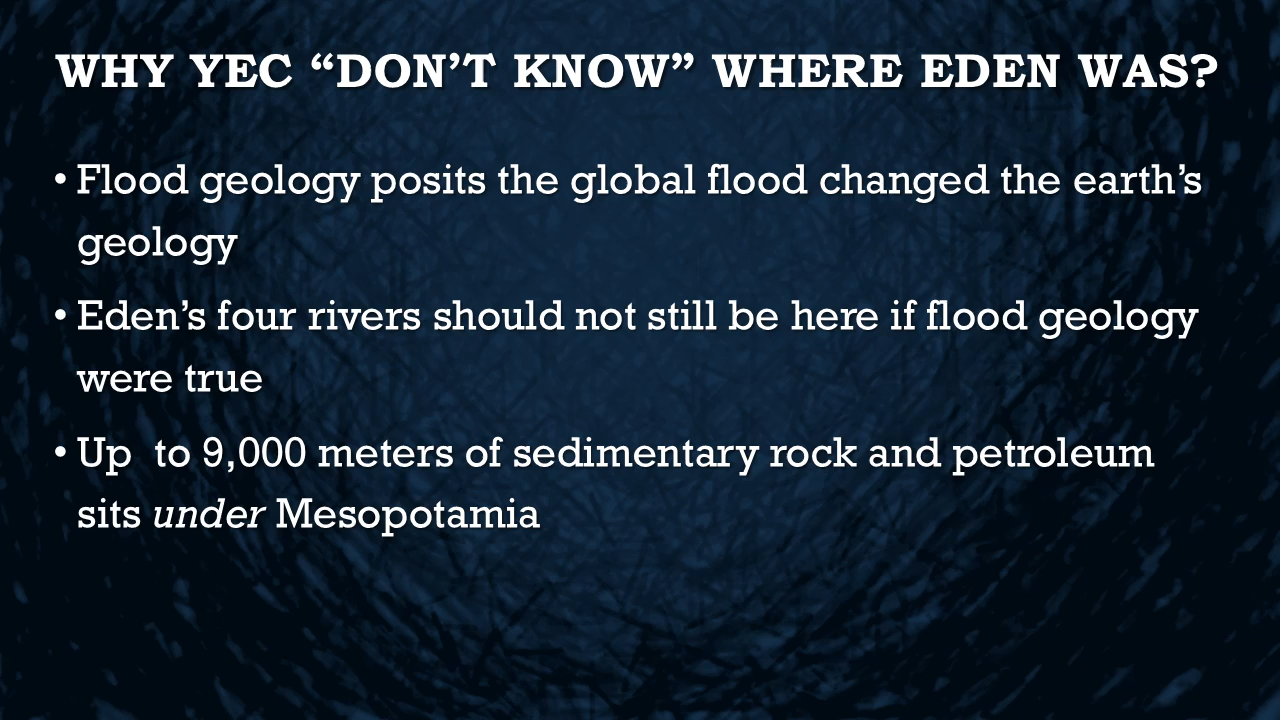 WHY YEC “DON’T KNOW” WHERE EDEN WAS?
• Flood geology posits the global flood changed the earth’s
geology
• Eden’s four rivers should not still be here if flood geology
were true
• Up  to 9,000 meters of sedimentary rock and petroleum
sits under Mesopotamia